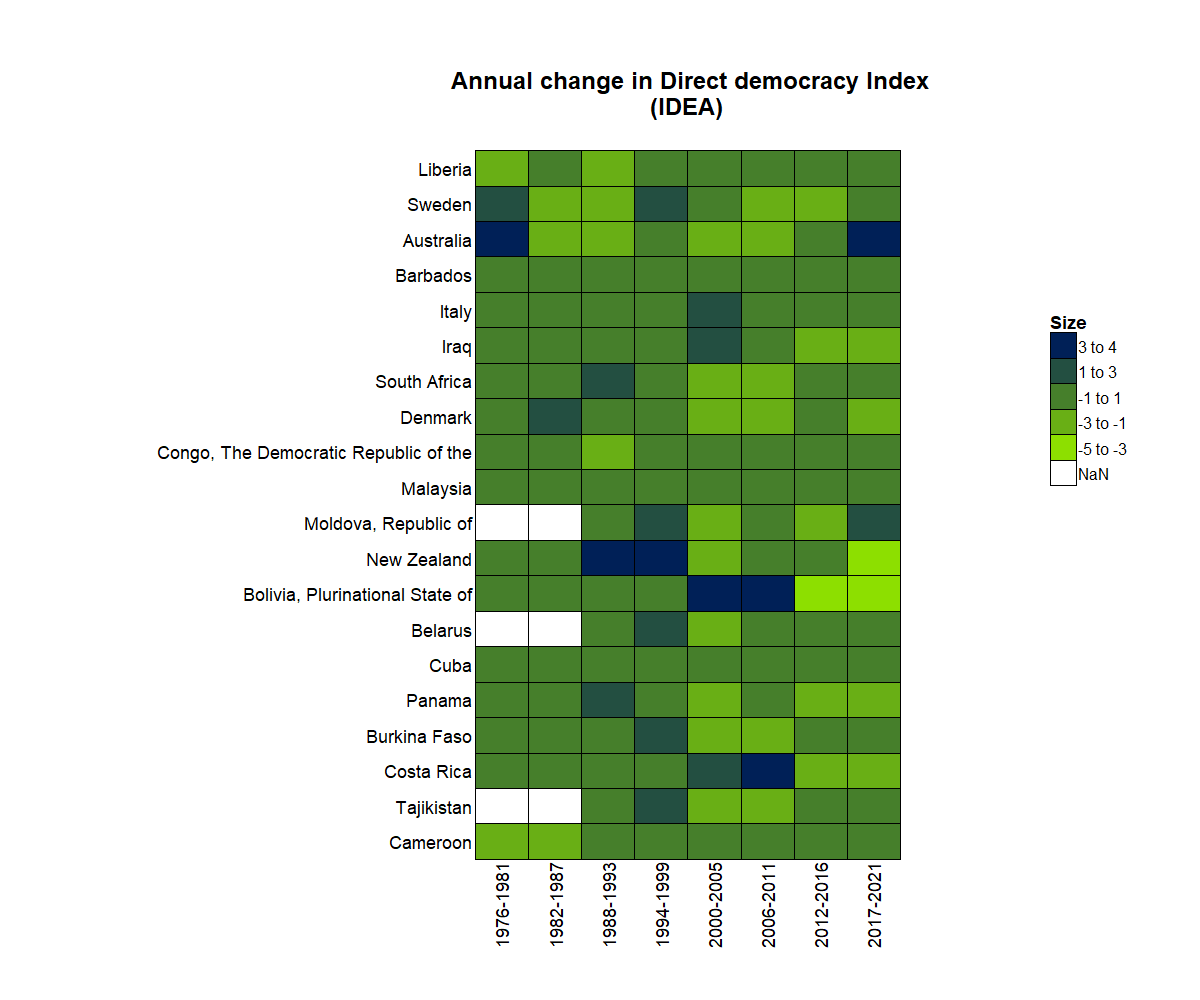 Annual change in Direct democracy Index
(IDEA)
Liberia
Sweden
Australia
Barbados
Italy
Iraq
South Africa
Denmark
Congo, The Democratic Republic of the
Malaysia
Moldova, Republic of
New Zealand
Bolivia, Plurinational State of
Belarus
Cuba
Panama
Burkina Faso
Costa Rica
Tajikistan
Cameroon
1976-1981
1982-1987
1988-1993
1994-1999
2000-2005
2006-2011
2012-2016
2017-2021
Size
3 to 4
1 to 3
-1 to 1
-3 to -1
-5 to -3
NaN